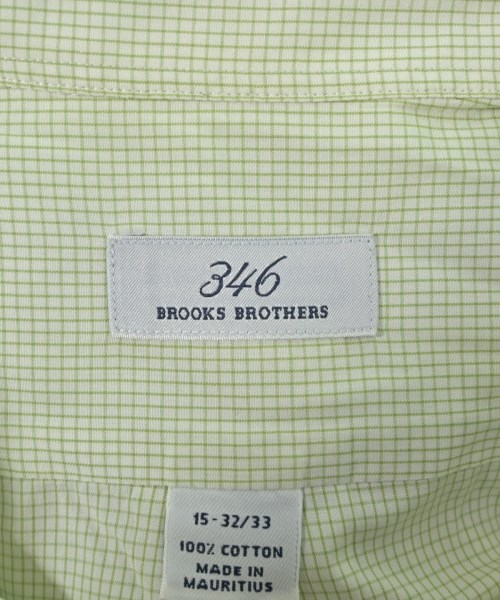 346
BROOKS BROTHERS
15-32/33
100% COTTON
MADE IN
MAURITIUS